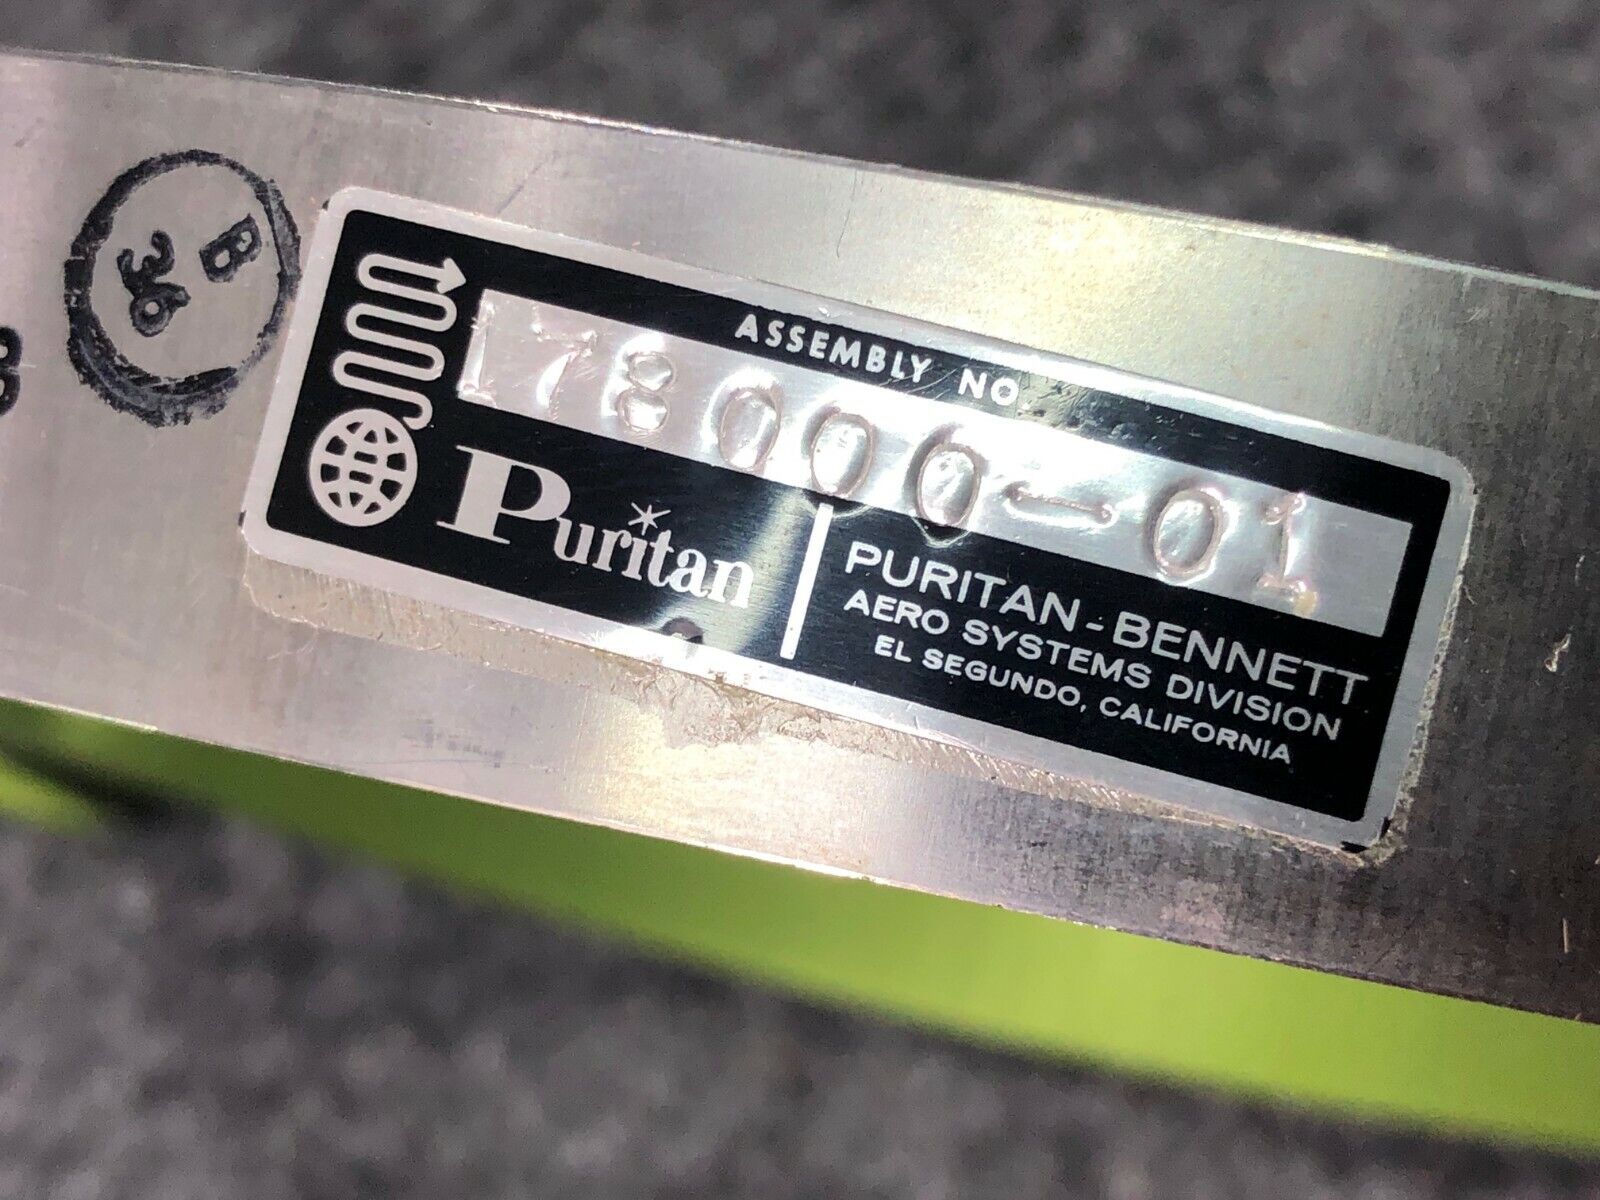 B
36
ASSEMBLY NO
178000-01
Puritan
PURITAN-BENNETT
AERO SYSTEMS DIVISION
EL SEGUNDO, CALIFORNIA